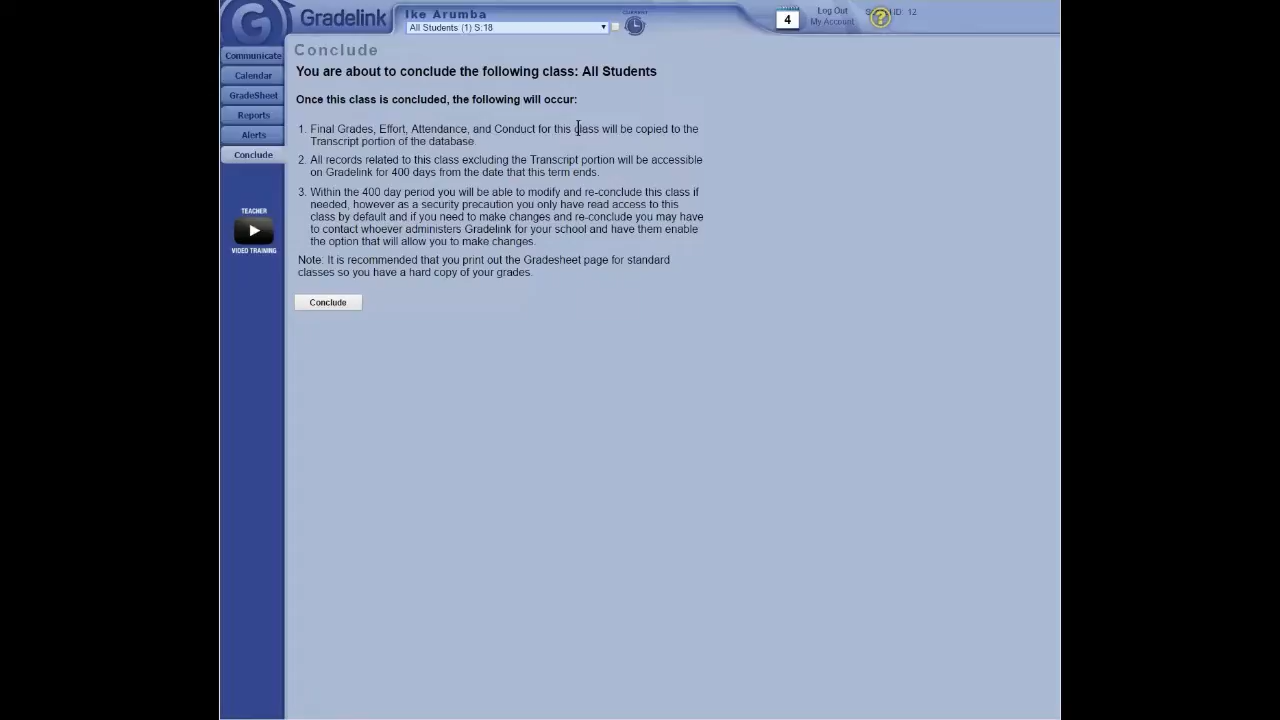 Gradelink
Ike Arumba
All Students (1) S:18
CURRENT
4
Log Out
My Account
ID: 12
?
Communicate
Calendar
GradeSheet
Reports
Alerts
Conclude
TEACHER
VIDEO TRAINING
Conclude
You are about to conclude the following class: All Students
Once this class is concluded, the following will occur:
1. Final Grades, Effort, Attendance, and Conduct for this class will be copied to the
Transcript portion of the database.
2. All records related to this class excluding the Transcript portion will be accessible
on Gradelink for 400 days from the date that this term ends.
3. Within the 400 day period you will be able to modify and re-conclude this class if
needed, however as a security precaution you only have read access to this
class by default and if you need to make changes and re-conclude you may have
to contact whoever administers Gradelink for your school and have them enable
the option that will allow you to make changes.
Note: It is recommended that you print out the Gradesheet page for standard
classes so you have a hard copy of your grades.
Conclude